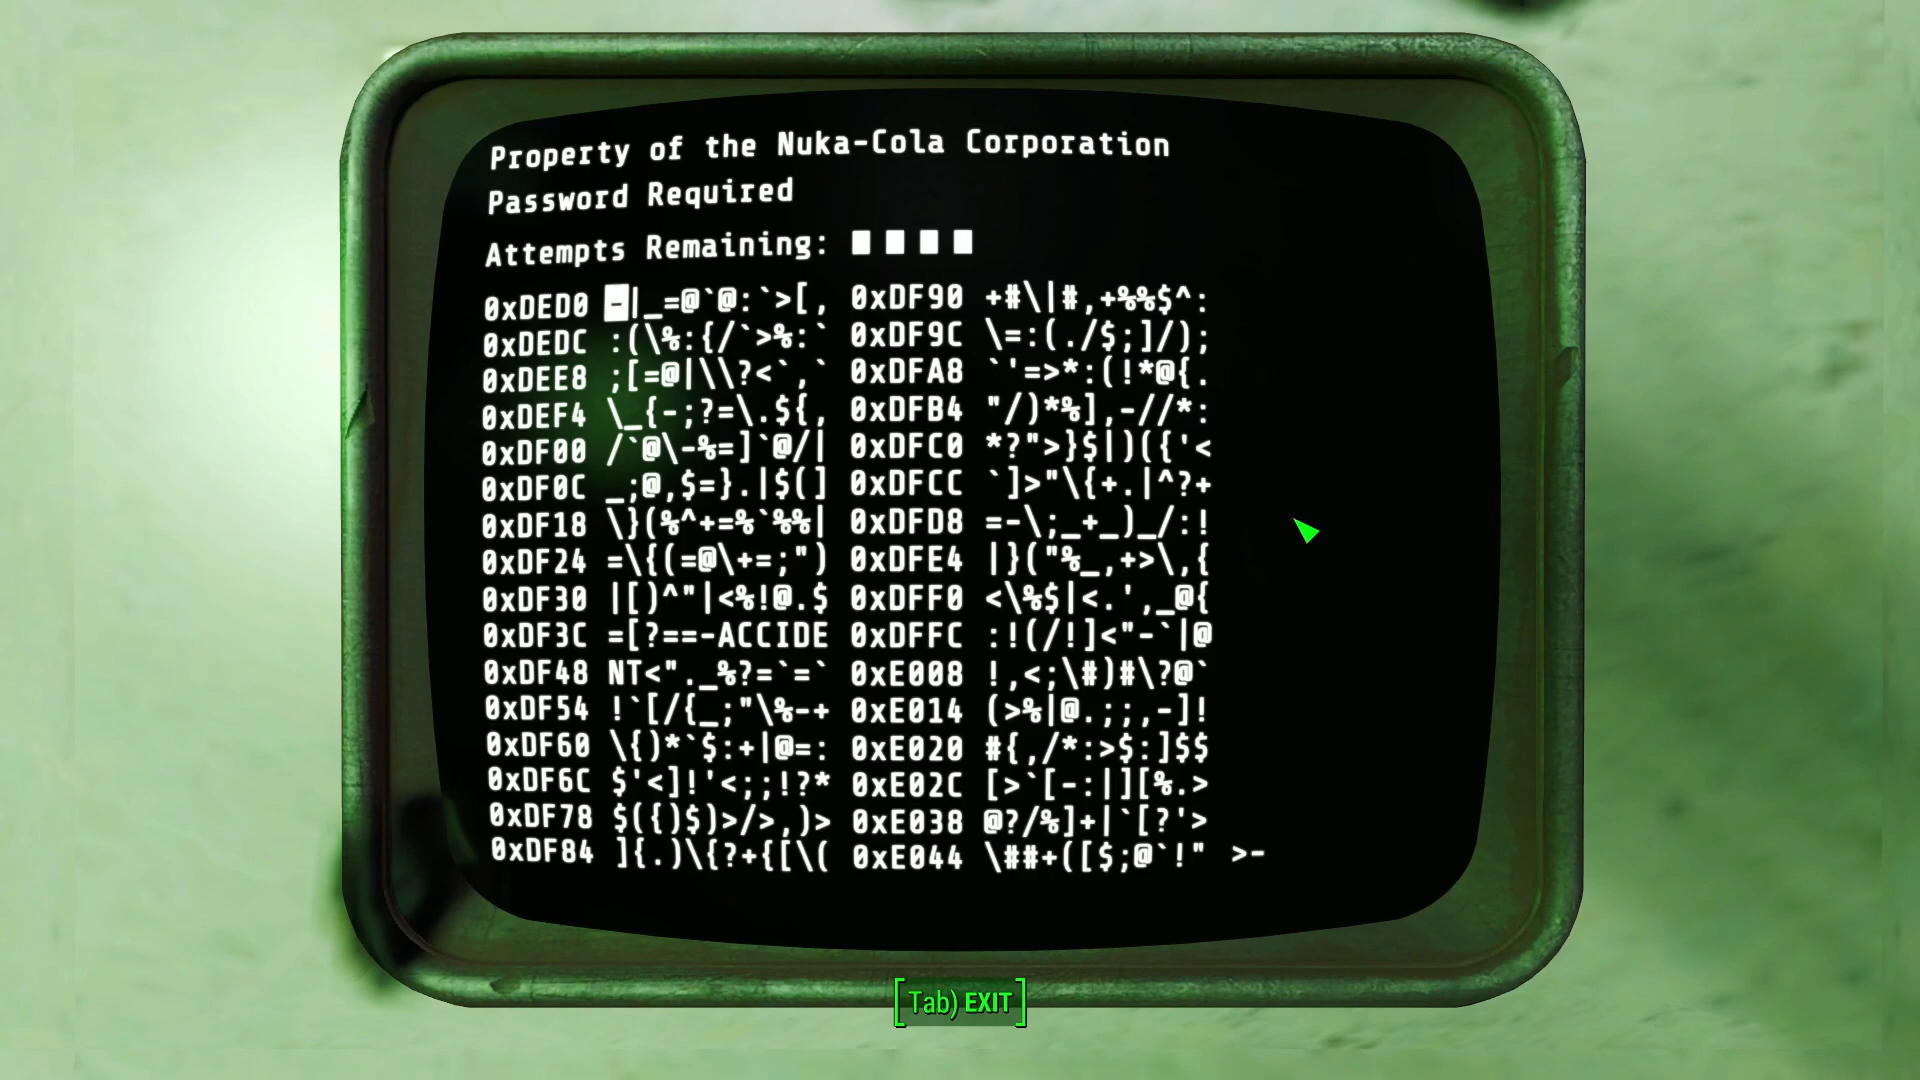 Property of the Nuka-Cola Corporation
Password Required
Attempts Remaining: ■ ■ ■ ■
0xDED0 -|_=@`@:`>[, 0xDF90 +#\|#,+%%$^:
0xDEDC :(\%:{/`>%:` 0xDF9C \=:(./$;]/);
0xDEE8 ;[=@|\\?<`,` 0xDFA8 `'=>*:(!*@{.
0xDEF4 \_{-;?=\.${, 0xDFB4 "/)*%],-//*:
0xDF00 /`@\-%=]`@/| 0xDFC0 *?">}$|)({'<
0xDF0C _;@,$=}.|$(] 0xDFCC `]>"\{+.|^?+
0xDF18 \}(%^+=%`%%| 0xDFD8 =-\;_+_)_/:!
0xDF24 =\{(=@\+=;") 0xDFE4 |}("%_,+>\,{
0xDF30 |[)^"|<%!@.$ 0xDFF0 <\%$|<.',_@{
0xDF3C =[?==-ACCIDE 0xDFFC :!(/!]<"-`|@
0xDF48 NT<"._%?=`=` 0xE008 !,<;\#)#\?@`
0xDF54 !`[/{_;"\%-+ 0xE014 (>%|@.;;,-]!
0xDF60 \{)*`$:+|@=: 0xE020 #{,/*:>$:]$$
0xDF6C $'<]!'<;;!?* 0xE02C [>`[-:|][%.>
0xDF78 $({)$)>/>,)> 0xE038 @?/%]+|`[?'>
0xDF84 ]{.)\{?+{[\( 0xE044 \##+([$;@`!" >-
[Tab) EXIT]